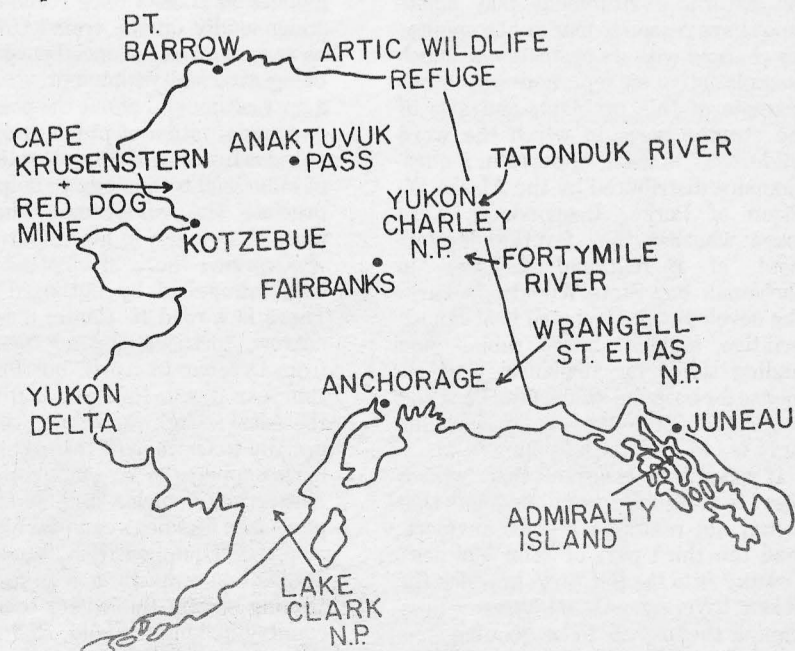 PT.
BARROW
ARTIC WILDLIFE
REFUGE
CAPE
KRUSENSTERN
+
RED DOG
MINE
ANAKTUVUK
PASS
TATONDUK RIVER
KOTZEBUE
YUKON
CHARLEY
N.P.
FORTYMILE
RIVER
FAIRBANKS
WRANGELL–
ST. ELIAS
N.P.
YUKON
DELTA
ANCHORAGE
JUNEAU
ADMIRALTY
ISLAND
LAKE
CLARK
N.P.